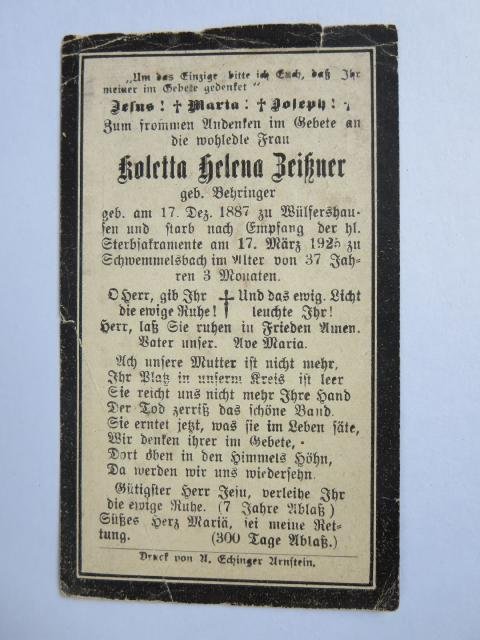 „Um das Einzige bitte ich Euch, daß Ihr
meiner im Gebete gedenket“
Jesus! † Maria! † Joseph! †
Zum frommen Andenken im Gebete an
die wohledle Frau
Koletta Helena Zeißner
geb. Behringer
geb. am 17. Dez. 1887 zu Wülfershau-
sen und starb nach Empfang der hl.
Sterbsakramente am 17. März 1925 zu
Schwemmelsbach im Alter von 37 Jah-
ren 3 Monaten.
O Herr, gib Ihr † Und das ewig. Licht
die ewige Ruhe! leuchte Ihr!
Herr, laß Sie ruhen in Frieden Amen.
Vater unser. Ave Maria.
Ach unsere Mutter ist nicht mehr,
Ihr Platz in unserm Kreis ist leer
Sie reicht uns nicht mehr Ihre Hand
Der Tod zerriß das schöne Band.
Sie erntet jetzt, was sie im Leben säte,
Wir denken ihrer im Gebete,
Dort oben in den Himmels Höhn,
Da werden wir uns wiedersehn.
Gütigster Herr Jesu, verleihe Ihr
die ewige Ruhe. (7 Jahre Ablaß)
Süßes Herz Mariä, sei meine Ret-
tung. (300 Tage Ablaß.)
Druck von A. Echinger Arnstein.